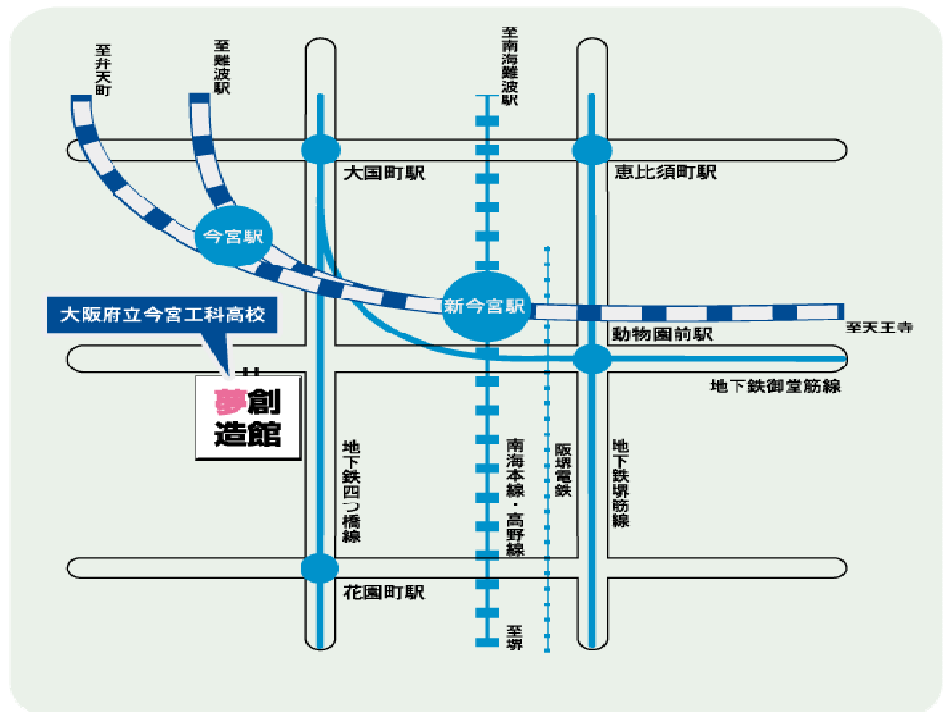 至弁天町
至難波駅
至南海難波駅
大国町駅
恵比須町駅
今宮駅
新今宮駅
大阪府立今宮工科高校
動物園前駅
至天王寺
地下鉄御堂筋線
夢創
造館
地下鉄四つ橋線
南海本線・高野線
阪堺電鉄
地下鉄堺筋線
花園町駅
至堺